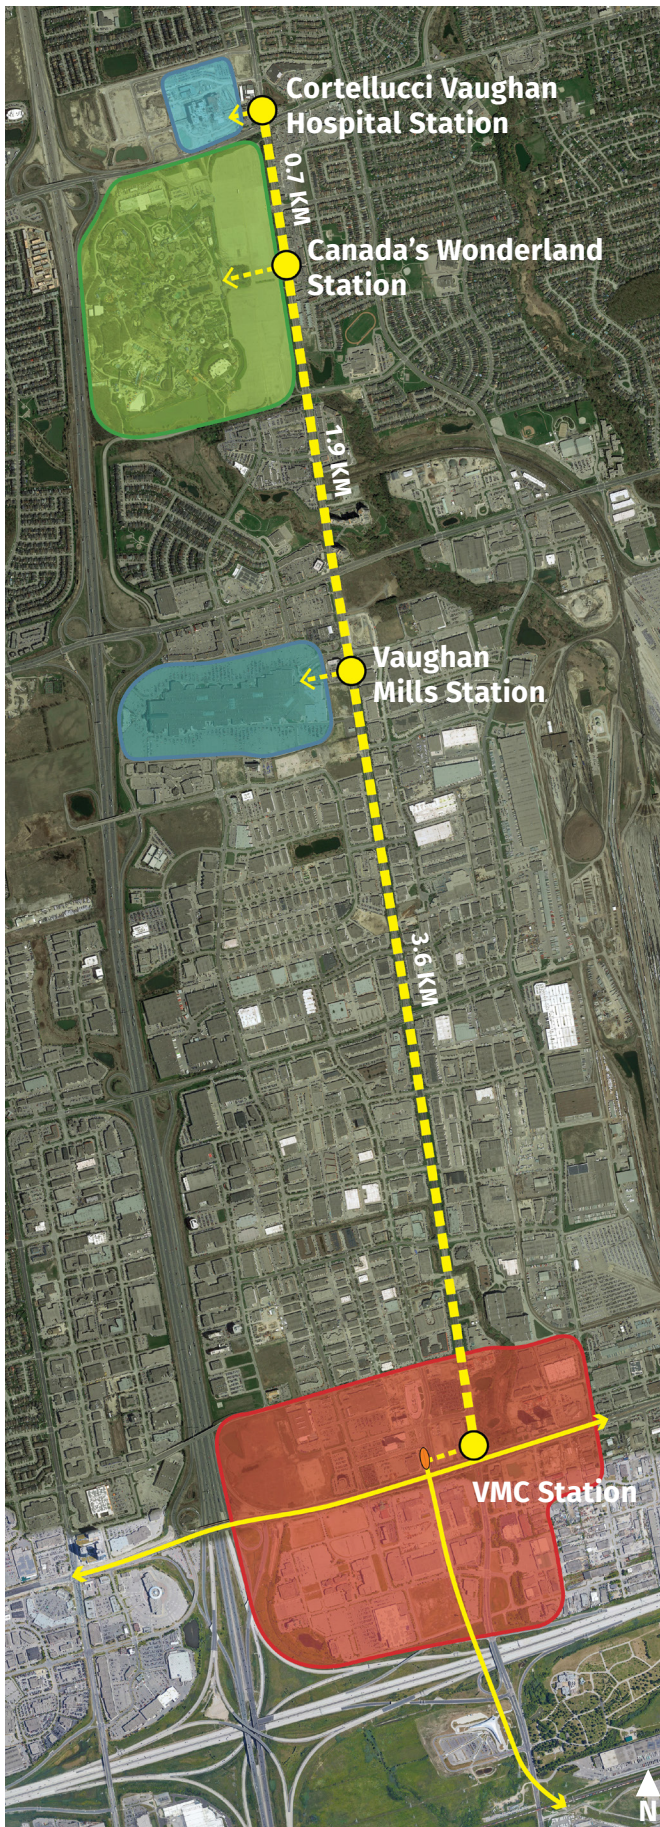 Cortellucci Vaughan
Hospital Station
0.7 KM
Canada’s Wonderland
Station
1.9 KM
Vaughan
Mills Station
3.6 KM
VMC Station
N